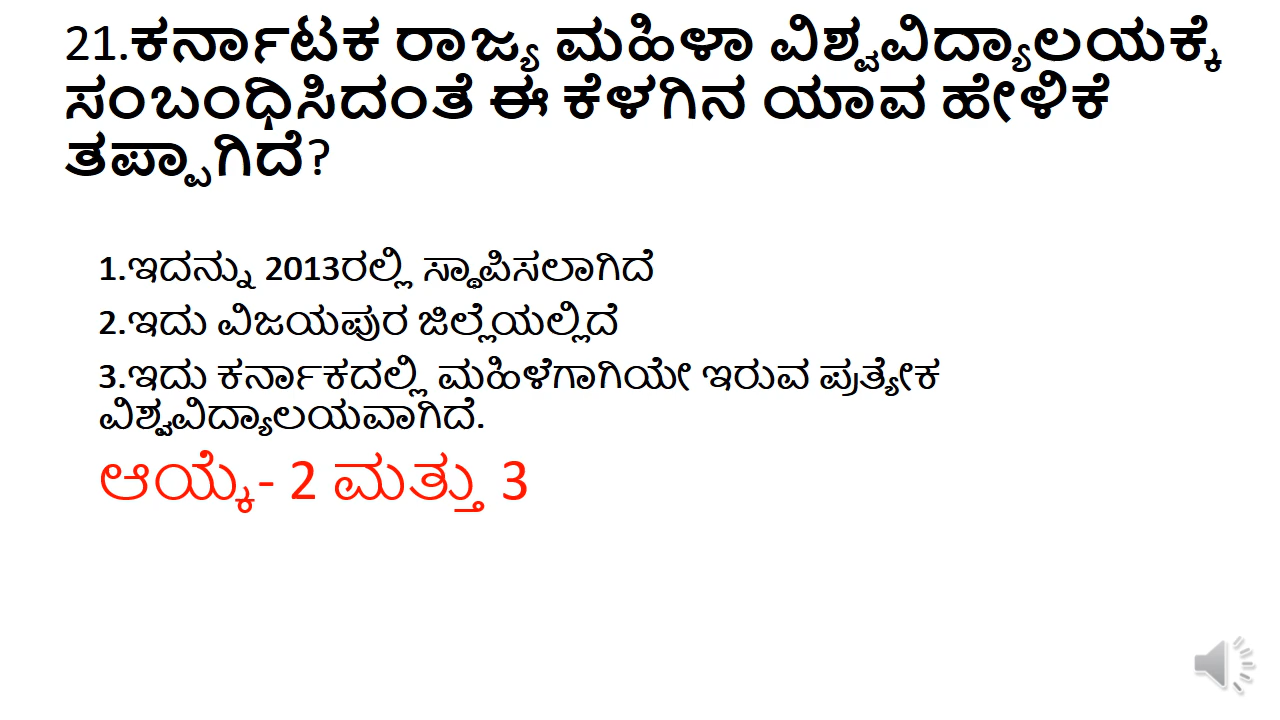 21.ಕರ್ನಾಟಕ ರಾಜ್ಯ ಮಹಿಳಾ ವಿಶ್ವವಿದ್ಯಾಲಯಕ್ಕೆ
ಸಂಬಂಧಿಸಿದಂತೆ ಈ ಕೆಳಗಿನ ಯಾವ ಹೇಳಿಕೆ
ತಪ್ಪಾಗಿದೆ?
1.ಇದನ್ನು 2013ರಲ್ಲಿ ಸ್ಥಾಪಿಸಲಾಗಿದೆ
2.ಇದು ವಿಜಯಪುರ ಜಿಲ್ಲೆಯಲ್ಲಿದೆ
3.ಇದು ಕರ್ನಾಕದಲ್ಲಿ ಮಹಿಳೆಗಾಗಿಯೇ ಇರುವ ಪ್ರತ್ಯೇಕ
ವಿಶ್ವವಿದ್ಯಾಲಯವಾಗಿದೆ.
ಆಯ್ಕೆ- 2 ಮತ್ತು 3